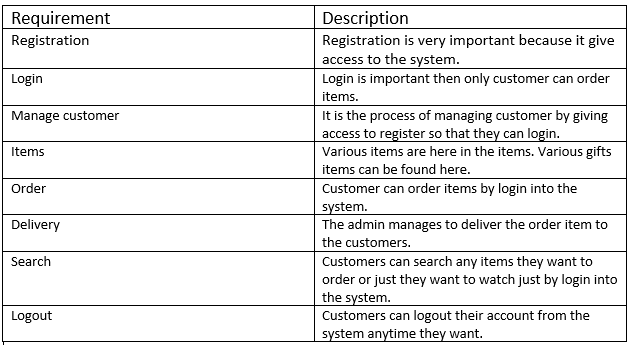 Requirement Description
Registration Registration is very important because it give
access to the system.
Login Login is important then only customer can order
items.
Manage customer It is the process of managing customer by giving
access to register so that they can login.
Items Various items are here in the items. Various gifts
items can be found here.
Order Customer can order items by login into the
system.
Delivery The admin manages to deliver the order item to
the customers.
Search Customers can search any items they want to
order or just they want to watch just by login into
the system.
Logout Customers can logout their account from the
system anytime they want.